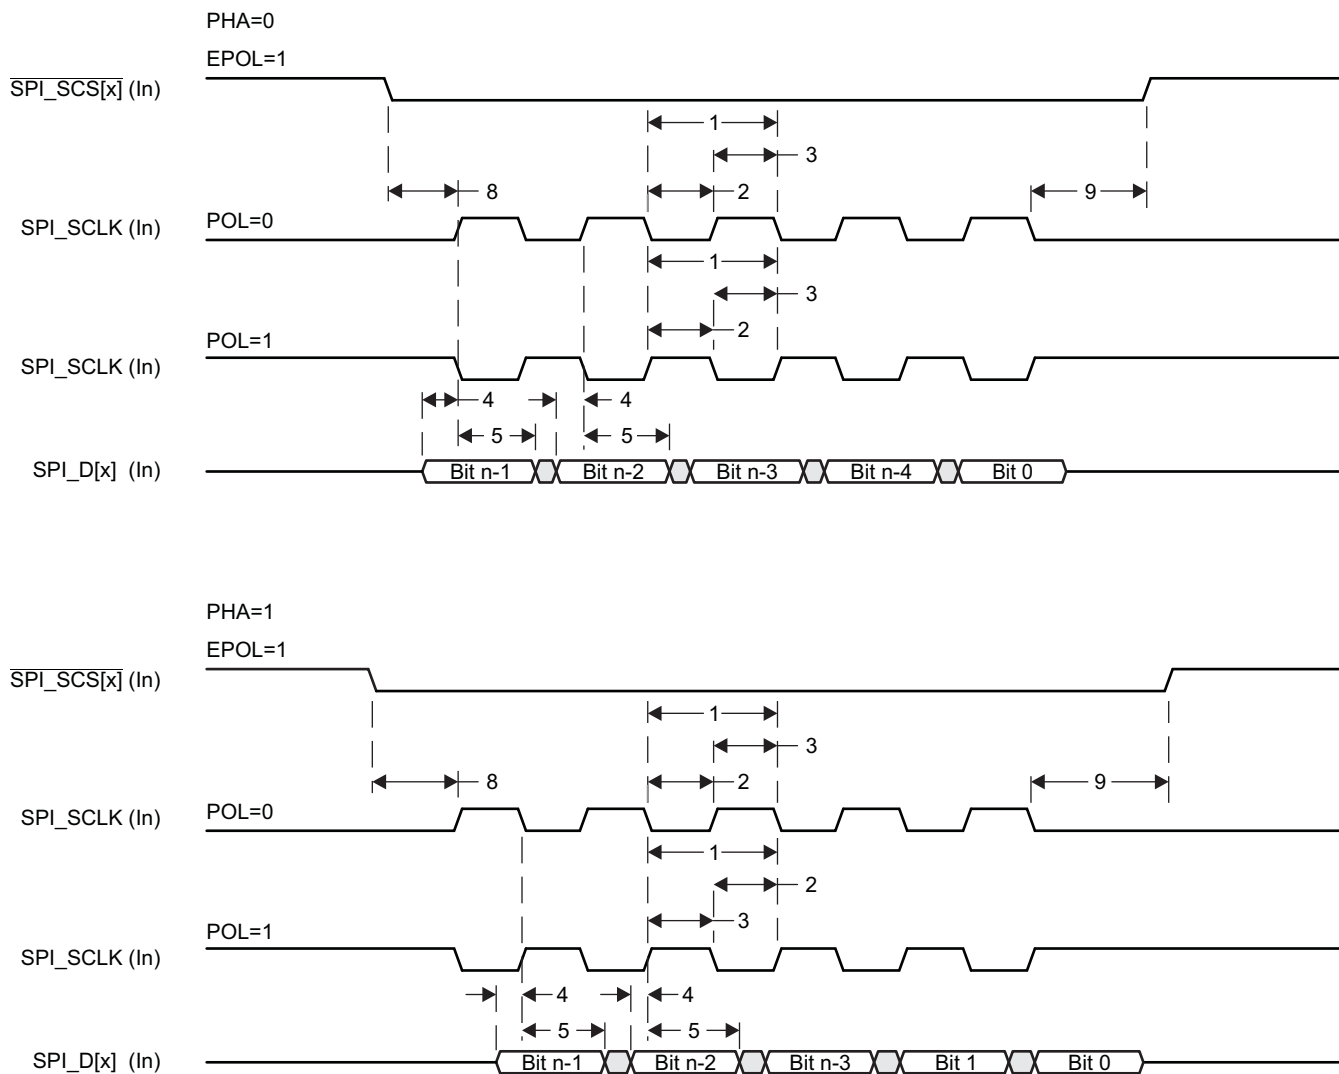 PHA=0
EPOL=1
SPI_SCS[x] (In)
1
3
8
2
9
SPI_SCLK (In)
POL=0
1
3
2
POL=1
SPI_SCLK (In)
4
4
5
5
SPI_D[x] (In)
Bit n-1
Bit n-2
Bit n-3
Bit n-4
Bit 0
PHA=1
EPOL=1
SPI_SCS[x] (In)
1
3
8
2
9
SPI_SCLK (In)
POL=0
1
2
3
POL=1
SPI_SCLK (In)
4
4
5
5
SPI_D[x] (In)
Bit n-1
Bit n-2
Bit n-3
Bit 1
Bit 0